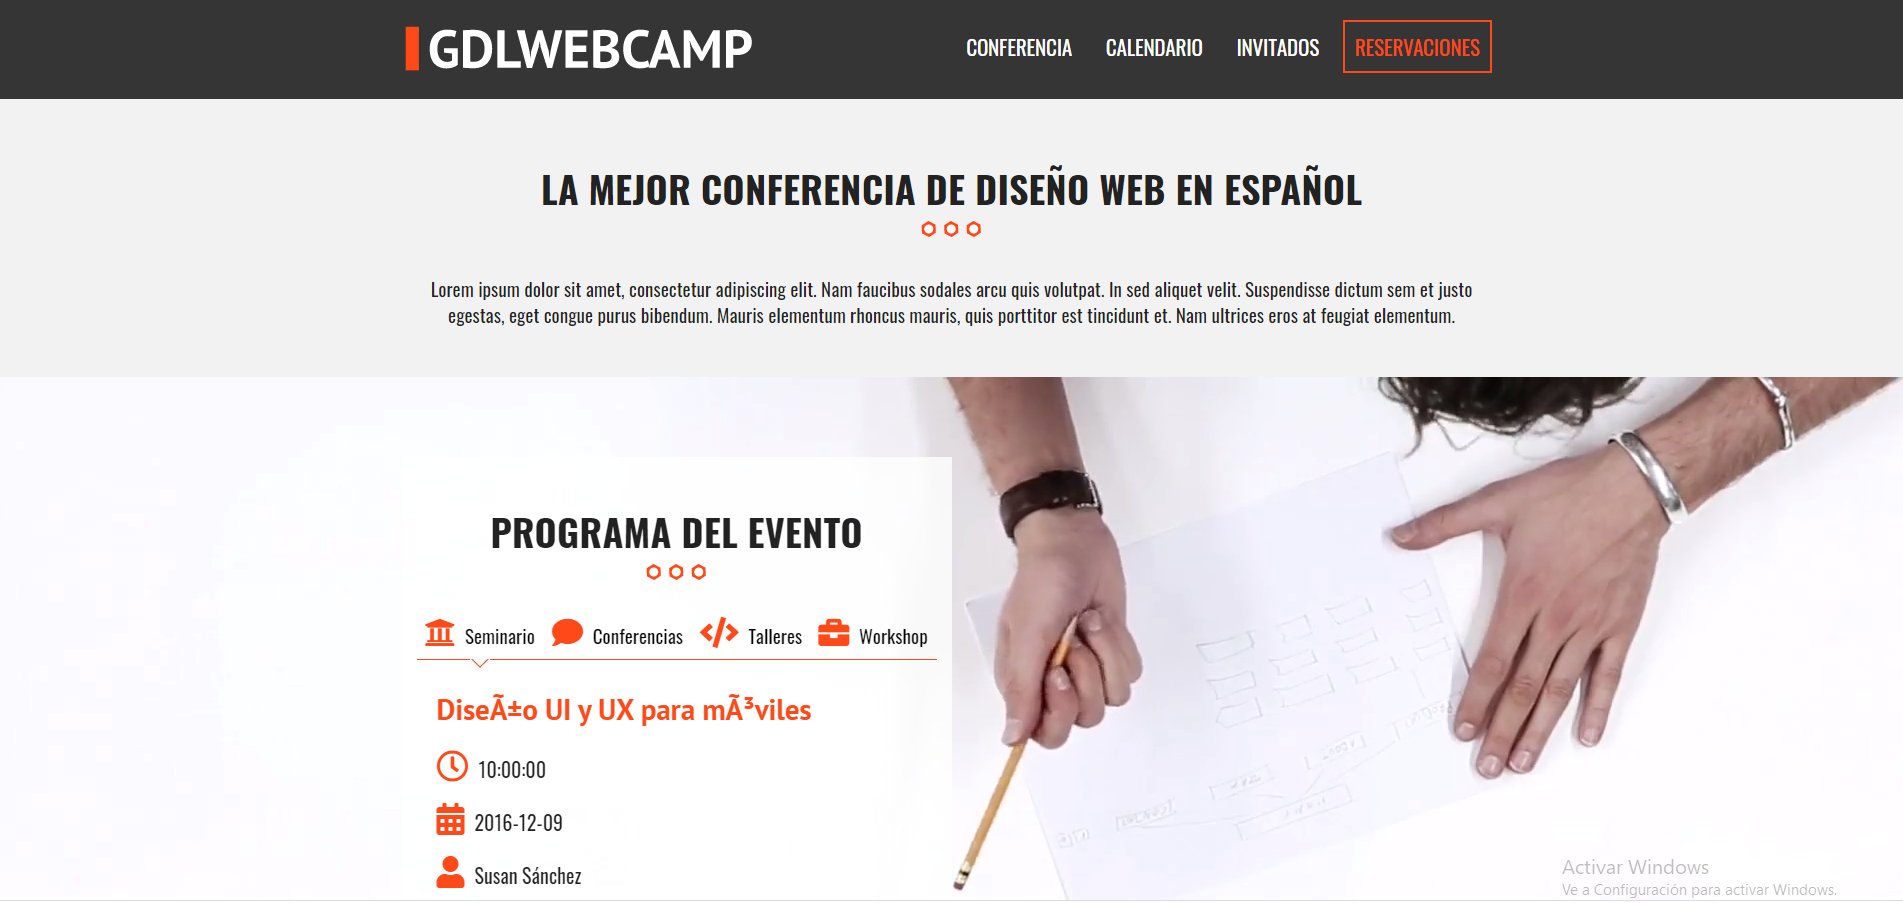 GDLWEBCAMP
CONFERENCIA CALENDARIO INVITADOS RESERVACIONES
LA MEJOR CONFERENCIA DE DISEÑO WEB EN ESPAÑOL
Lorem ipsum dolor sit amet, consectetur adipiscing elit. Nam faucibus sodales arcu quis volutpat. In sed aliquet velit. Suspendisse dictum sem et justo
egestas, eget congue purus bibendum. Mauris elementum rhoncus mauris, quis porttitor est tincidunt et. Nam ultrices eros at feugiat elementum.
PROGRAMA DEL EVENTO
Seminario Conferencias Talleres Workshop
DiseÃ±o UI y UX para mÃ³viles
10:00:00
2016-12-09
Susan Sánchez
Activar Windows
Ve a Configuración para activar Windows.